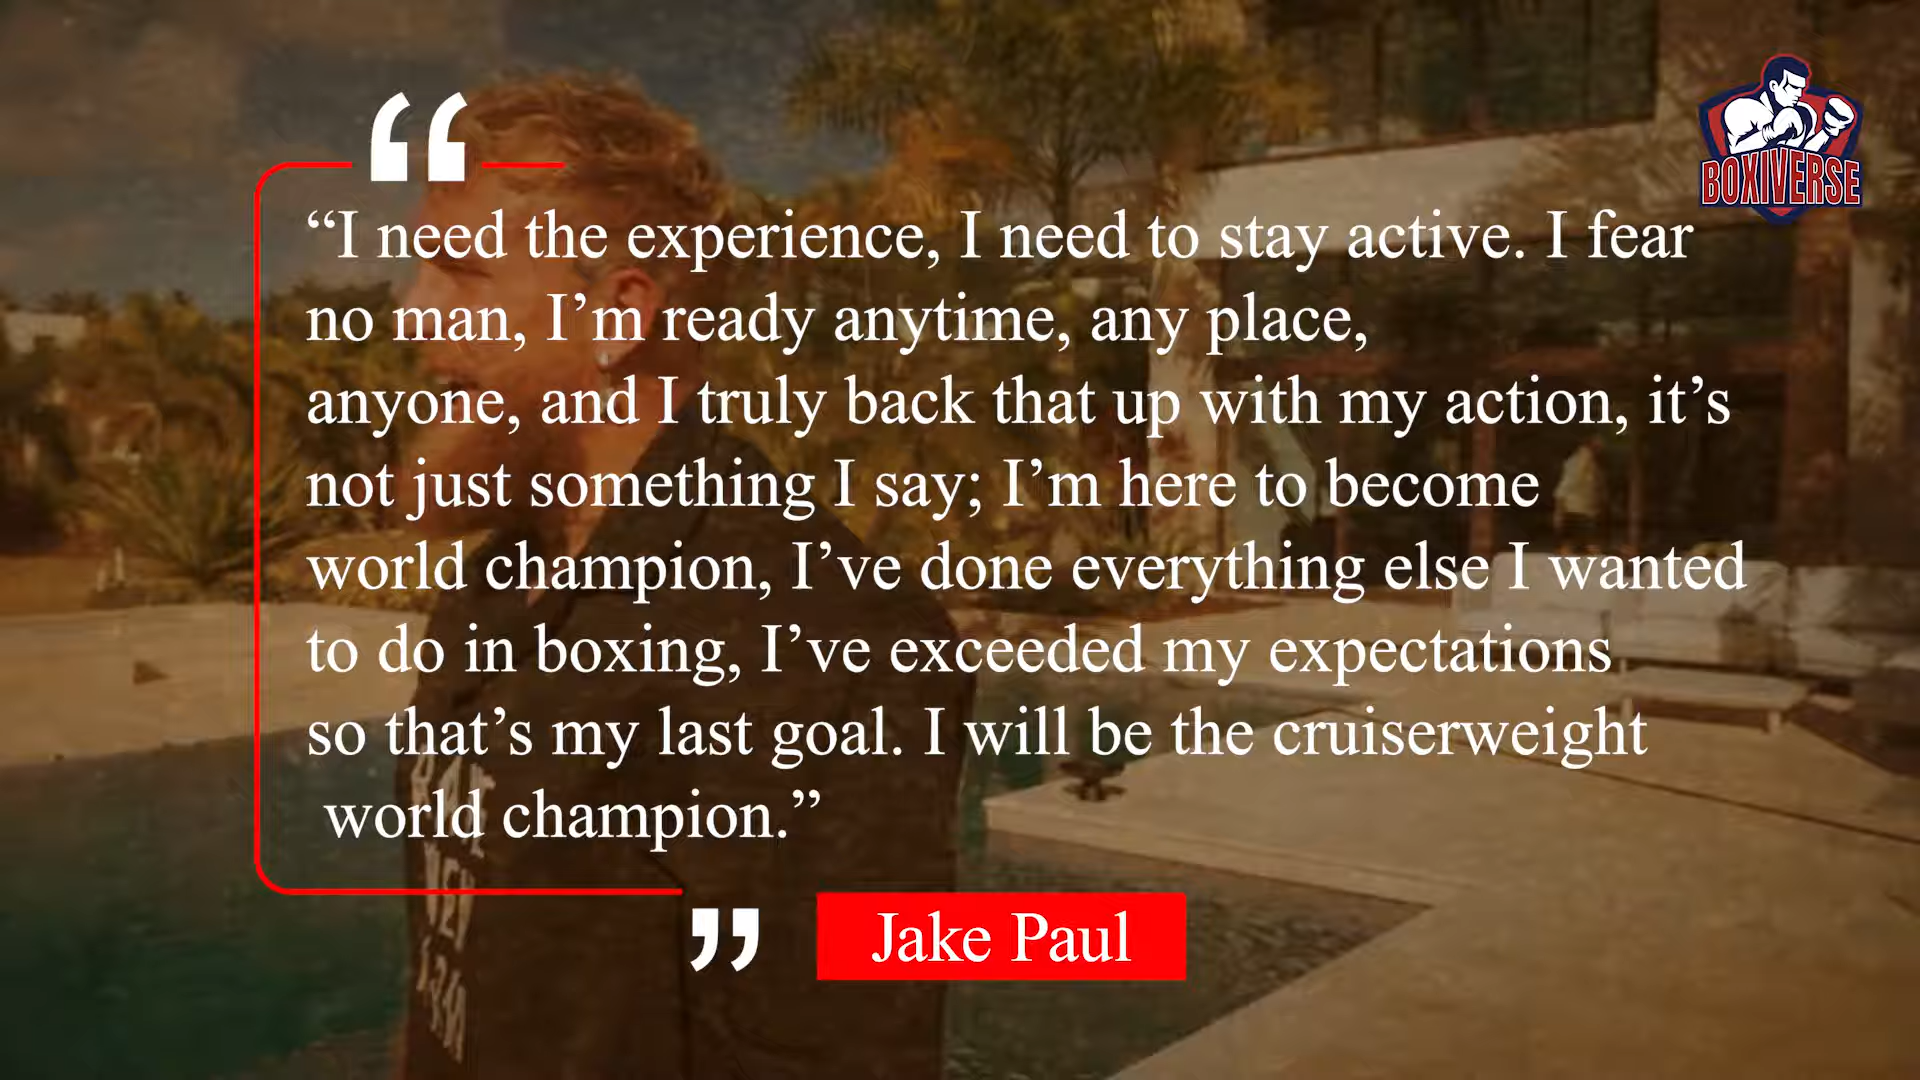 BOXIVERSE
“I need the experience, I need to stay active. I fear
no man, I’m ready anytime, any place,
anyone, and I truly back that up with my action, it’s
not just something I say; I’m here to become
world champion, I’ve done everything else I wanted
to do in boxing, I’ve exceeded my expectations
so that’s my last goal. I will be the cruiserweight
world champion.”
Jake Paul